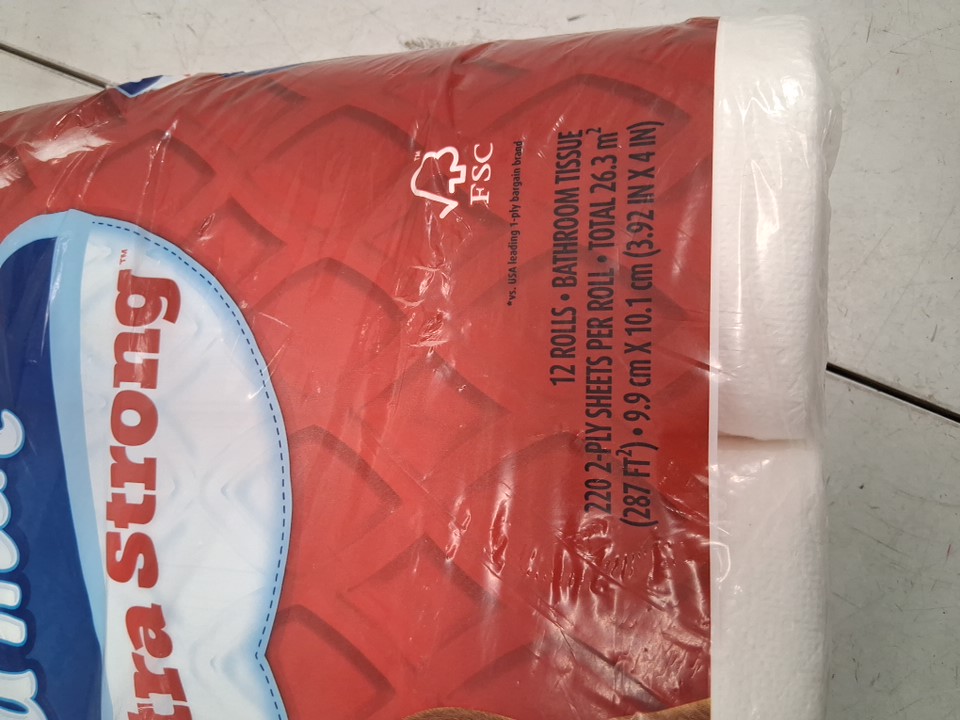 tra Strong™
™
FSC
*vs. USA leading 1-ply bargain brand
12 ROLLS • BATHROOM TISSUE
220 2-PLY SHEETS PER ROLL • TOTAL 26.3 m²
(287 FT²) • 9.9 cm X 10.1 cm (3.92 IN X 4 IN)